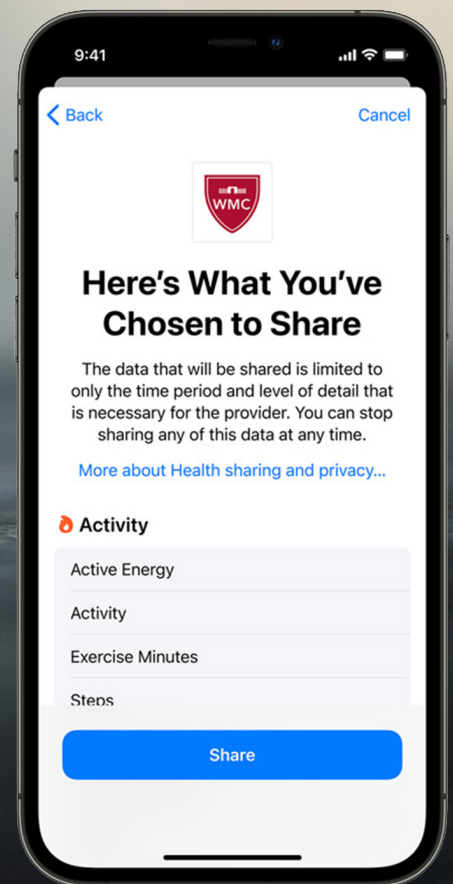 9:41
Back
Cancel
WMC
Here’s What You’ve
Chosen to Share
The data that will be shared is limited to
only the time period and level of detail that
is necessary for the provider. You can stop
sharing any of this data at any time.
More about Health sharing and privacy...
Activity
Active Energy
Activity
Exercise Minutes
Steps
Share